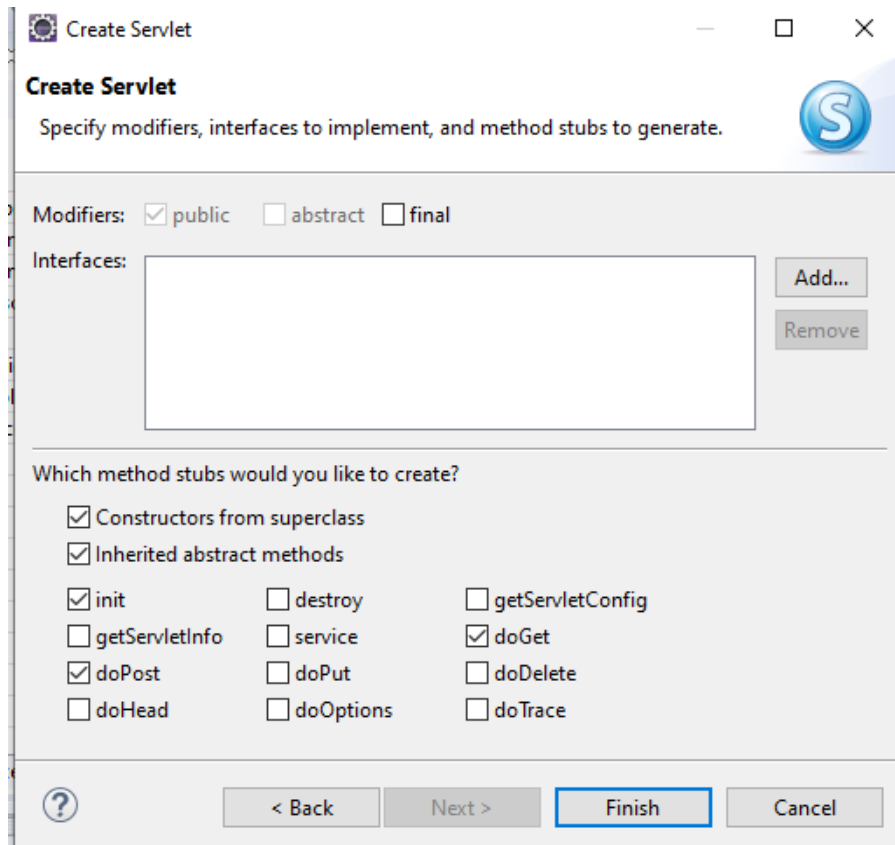 Create Servlet
Create Servlet
Specify modifiers, interfaces to implement, and method stubs to generate.
Modifiers: public abstract final
Interfaces:
Add...
Remove
Which method stubs would you like to create?
Constructors from superclass
Inherited abstract methods
init destroy getServletConfig
getServletInfo service doGet
doPost doPut doDelete
doHead doOptions doTrace
? < Back Next > Finish Cancel